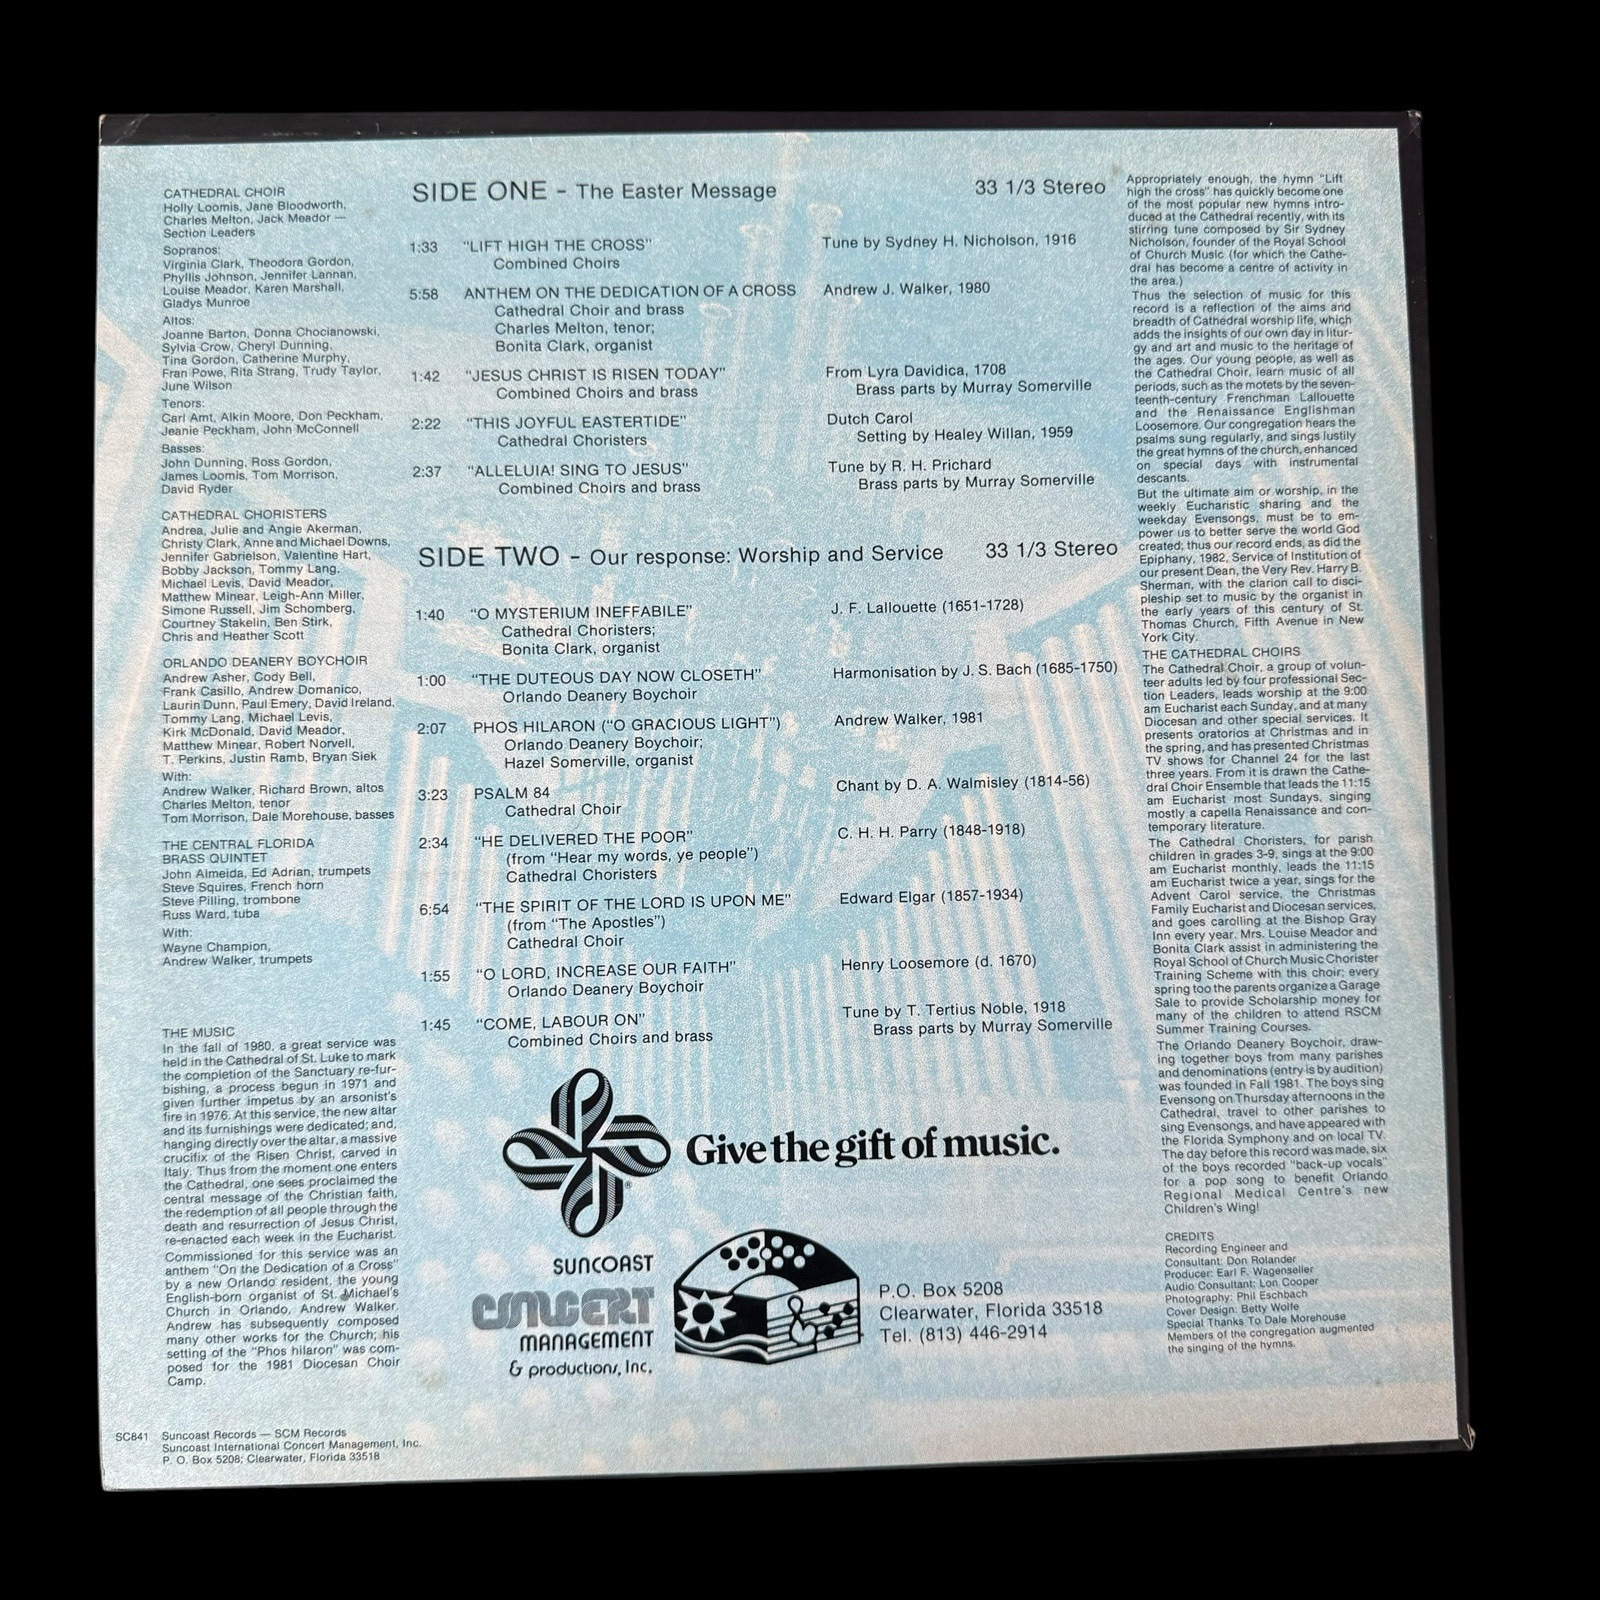 CATHEDRAL CHOIR
Holly Loomis, Jane Bloodworth,
Charles Melton, Jack Meador —
Section Leaders
Sopranos:
Virginia Clark, Theodora Gordon,
Phyllis Johnson, Jennifer Lannan,
Louise Meador, Karen Marshall,
Gladys Munroe
Altos:
Joanne Barton, Donna Chocianowski,
Sylvia Crow, Cheryl Dunning,
Tina Gordon, Catherine Murphy,
Fran Powe, Rita Strang, Trudy Taylor,
June Wilson
Tenors:
Carl Amt, Alkin Moore, Don Peckham,
Jeanie Peckham, John McConnell
Basses:
John Dunning, Ross Gordon,
James Loomis, Tom Morrison,
David Ryder
CATHEDRAL CHORISTERS
Andrea, Julie and Angie Akerman,
Christy Clark, Anne and Michael Downs,
Jennifer Gabrielson, Valentine Hart,
Bobby Jackson, Tommy Lang,
Michael Levis, David Meador,
Matthew Minear, Leigh-Ann Miller,
Simone Russell, Jim Schomberg,
Courtney Stakelin, Ben Stirk,
Chris and Heather Scott
ORLANDO DEANERY BOYCHOIR
Andrew Asher, Cody Bell,
Frank Casillo, Andrew Domanico,
Laurin Dunn, Paul Emery, David Ireland,
Tommy Lang, Michael Levis,
Kirk McDonald, David Meador,
Matthew Minear, Robert Norvell,
T. Perkins, Justin Ramb, Bryan Siek
With:
Andrew Walker, Richard Brown, altos
Charles Melton, tenor
Tom Morrison, Dale Morehouse, basses
THE CENTRAL FLORIDA
BRASS QUINTET
John Almeida, Ed Adrian, trumpets
Steve Squires, French horn
Steve Pilling, trombone
Russ Ward, tuba
With:
Wayne Champion,
Andrew Walker, trumpets
THE MUSIC
In the fall of 1980, a great service was
held in the Cathedral of St. Luke to mark
the completion of the Sanctuary re-fur-
bishing, a process begun in 1971 and
given further impetus by an arsonist's
fire in 1976. At this service, the new altar
and its furnishings were dedicated; and,
hanging directly over the altar, a massive
crucifix of the Risen Christ, carved in
Italy. Thus from the moment one enters
the Cathedral, one sees proclaimed the
central message of the Christian faith,
the redemption of all people through the
death and resurrection of Jesus Christ,
re-enacted each week in the Eucharist.
Commissioned for this service was an
anthem "On the Dedication of a Cross"
by a new Orlando resident, the young
English-born organist of St. Michael's
Church in Orlando, Andrew Walker.
Andrew has subsequently composed
many other works for the Church; his
setting of the "Phos hilaron" was com-
posed for the 1981 Diocesan Choir
Camp.
SC841 Suncoast Records — SCM Records
Suncoast International Concert Management, Inc.
P. O. Box 5208; Clearwater, Florida 33518
SIDE ONE - The Easter Message 33 1/3 Stereo
1:33 "LIFT HIGH THE CROSS" Tune by Sydney H. Nicholson, 1916
Combined Choirs
5:58 ANTHEM ON THE DEDICATION OF A CROSS Andrew J. Walker, 1980
Cathedral Choir and brass
Charles Melton, tenor;
Bonita Clark, organist
1:42 "JESUS CHRIST IS RISEN TODAY" From Lyra Davidica, 1708
Combined Choirs and brass Brass parts by Murray Somerville
2:22 "THIS JOYFUL EASTERTIDE" Dutch Carol
Cathedral Choristers Setting by Healey Willan, 1959
2:37 "ALLELUIA! SING TO JESUS" Tune by R. H. Prichard
Combined Choirs and brass Brass parts by Murray Somerville
SIDE TWO - Our response: Worship and Service 33 1/3 Stereo
1:40 "O MYSTERIUM INEFFABILE" J. F. Lallouette (1651-1728)
Cathedral Choristers;
Bonita Clark, organist
1:00 "THE DUTEOUS DAY NOW CLOSETH" Harmonisation by J. S. Bach (1685-1750)
Orlando Deanery Boychoir
2:07 PHOS HILARON ("O GRACIOUS LIGHT") Andrew Walker, 1981
Orlando Deanery Boychoir;
Hazel Somerville, organist
3:23 PSALM 84 Chant by D. A. Walmisley (1814-56)
Cathedral Choir
2:34 "HE DELIVERED THE POOR" C. H. H. Parry (1848-1918)
(from "Hear my words, ye people")
Cathedral Choristers
6:54 "THE SPIRIT OF THE LORD IS UPON ME" Edward Elgar (1857-1934)
(from "The Apostles")
Cathedral Choir
1:55 "O LORD, INCREASE OUR FAITH" Henry Loosemore (d. 1670)
Orlando Deanery Boychoir
1:45 "COME, LABOUR ON" Tune by T. Tertius Noble, 1918
Combined Choirs and brass Brass parts by Murray Somerville
® Give the gift of music.
SUNCOAST
CONCERT
MANAGEMENT
& productions, Inc.
P.O. Box 5208
Clearwater, Florida 33518
Tel. (813) 446-2914
Appropriately enough, the hymn "Lift
high the cross" has quickly become one
of the most popular new hymns intro-
duced at the Cathedral recently, with its
stirring tune composed by Sir Sydney
Nicholson, founder of the Royal School
of Church Music (for which the Cathe-
dral has become a centre of activity in
the area.)
Thus the selection of music for this
record is a reflection of the aims and
breadth of Cathedral worship life, which
adds the insights of our own day in litur-
gy and art and music to the heritage of
the ages. Our young people, as well as
the Cathedral Choir, learn music of all
periods, such as the motets by the seven-
teenth-century Frenchman Lallouette
and the Renaissance Englishman
Loosemore. Our congregation hears the
psalms sung regularly, and sings lustily
the great hymns of the church, enhanced
on special days with instrumental
descants.
But the ultimate aim or worship, in the
weekly Eucharistic sharing and the
weekday Evensongs, must be to em-
power us to better serve the world God
created; thus our record ends, as did the
Epiphany, 1982, Service of Institution of
our present Dean, the Very Rev. Harry B.
Sherman, with the clarion call to disci-
pleship set to music by the organist in
the early years of this century of St.
Thomas Church, Fifth Avenue in New
York City.
THE CATHEDRAL CHOIRS
The Cathedral Choir, a group of volun-
teer adults led by four professional Sec-
tion Leaders, leads worship at the 9:00
am Eucharist each Sunday, and at many
Diocesan and other special services. It
presents oratorios at Christmas and in
the spring, and has presented Christmas
TV shows for Channel 24 for the last
three years. From it is drawn the Cathe-
dral Choir Ensemble that leads the 11:15
am Eucharist most Sundays, singing
mostly a capella Renaissance and con-
temporary literature.
The Cathedral Choristers, for parish
children in grades 3-9, sings at the 9:00
am Eucharist monthly, leads the 11:15
am Eucharist twice a year, sings for the
Advent Carol service, the Christmas
Family Eucharist and Diocesan services,
and goes carolling at the Bishop Gray
Inn every year. Mrs. Louise Meador and
Bonita Clark assist in administering the
Royal School of Church Music Chorister
Training Scheme with this choir; every
spring too the parents organize a Garage
Sale to provide Scholarship money for
many of the children to attend RSCM
Summer Training Courses.
The Orlando Deanery Boychoir, draw-
ing together boys from many parishes
and denominations (entry is by audition)
was founded in Fall 1981. The boys sing
Evensong on Thursday afternoons in the
Cathedral, travel to other parishes to
sing Evensongs, and have appeared with
the Florida Symphony and on local TV.
The day before this record was made, six
of the boys recorded "back-up vocals"
for a pop song to benefit Orlando
Regional Medical Centre's new
Children's Wing!
CREDITS
Recording Engineer and
Consultant: Don Rolander
Producer: Earl F. Wagenseller
Audio Consultant: Lon Cooper
Photography: Phil Eschbach
Cover Design: Betty Wolfe
Special Thanks To Dale Morehouse
Members of the congregation augmented
the singing of the hymns.